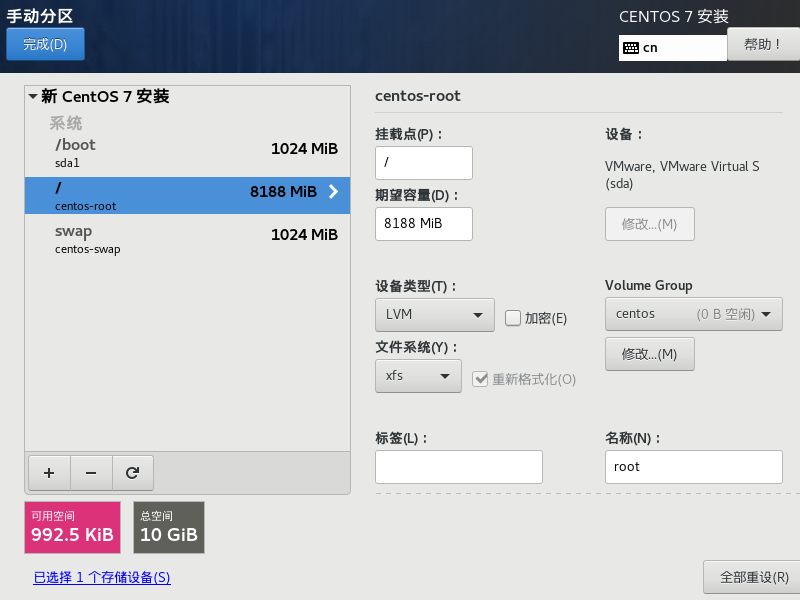 手动分区
CENTOS 7 安装
完成(D)
cn
帮助！
新 CentOS 7 安装
系统
/boot
1024 MiB
sda1
/
8188 MiB
centos-root
swap
1024 MiB
centos-swap
+ −
可用空间
992.5 KiB
总空间
10 GiB
已选择 1 个存储设备(S)
centos-root
挂载点(P)：
/
期望容量(D)：
8188 MiB
设备：
VMware, VMware Virtual S
(sda)
修改...(M)
设备类型(T)：
LVM
加密(E)
文件系统(Y)：
xfs
重新格式化(O)
Volume Group
centos (0 B 空闲)
修改...(M)
标签(L)：
名称(N)：
root
全部重设(R)